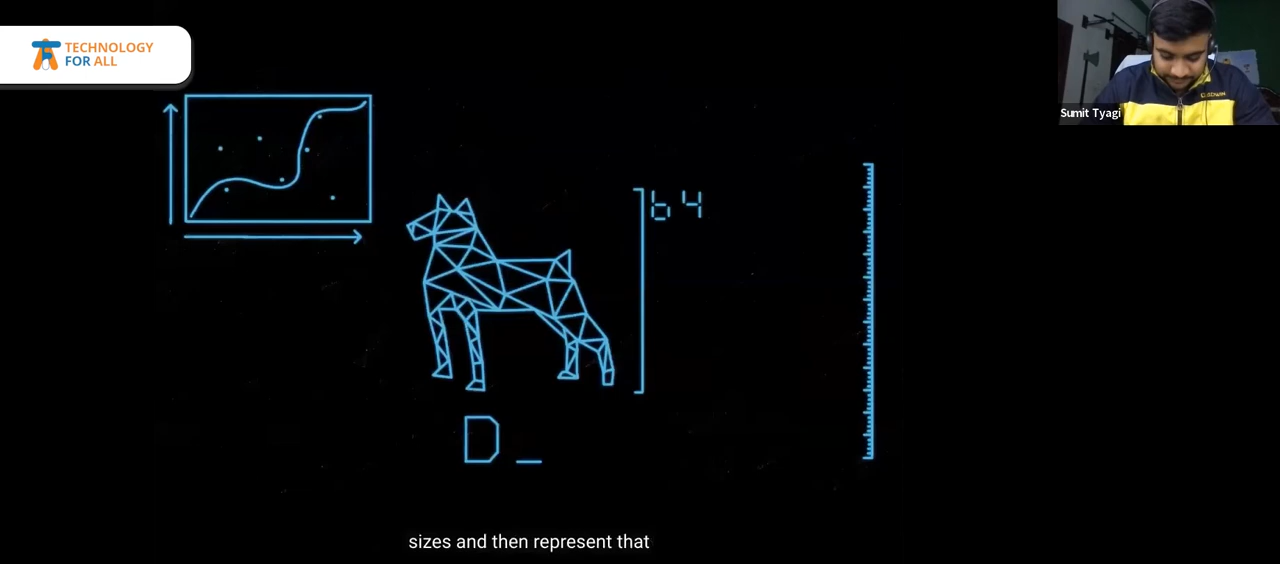 TECHNOLOGY
FOR ALL
Sumit Tyagi
64
D_
sizes and then represent that